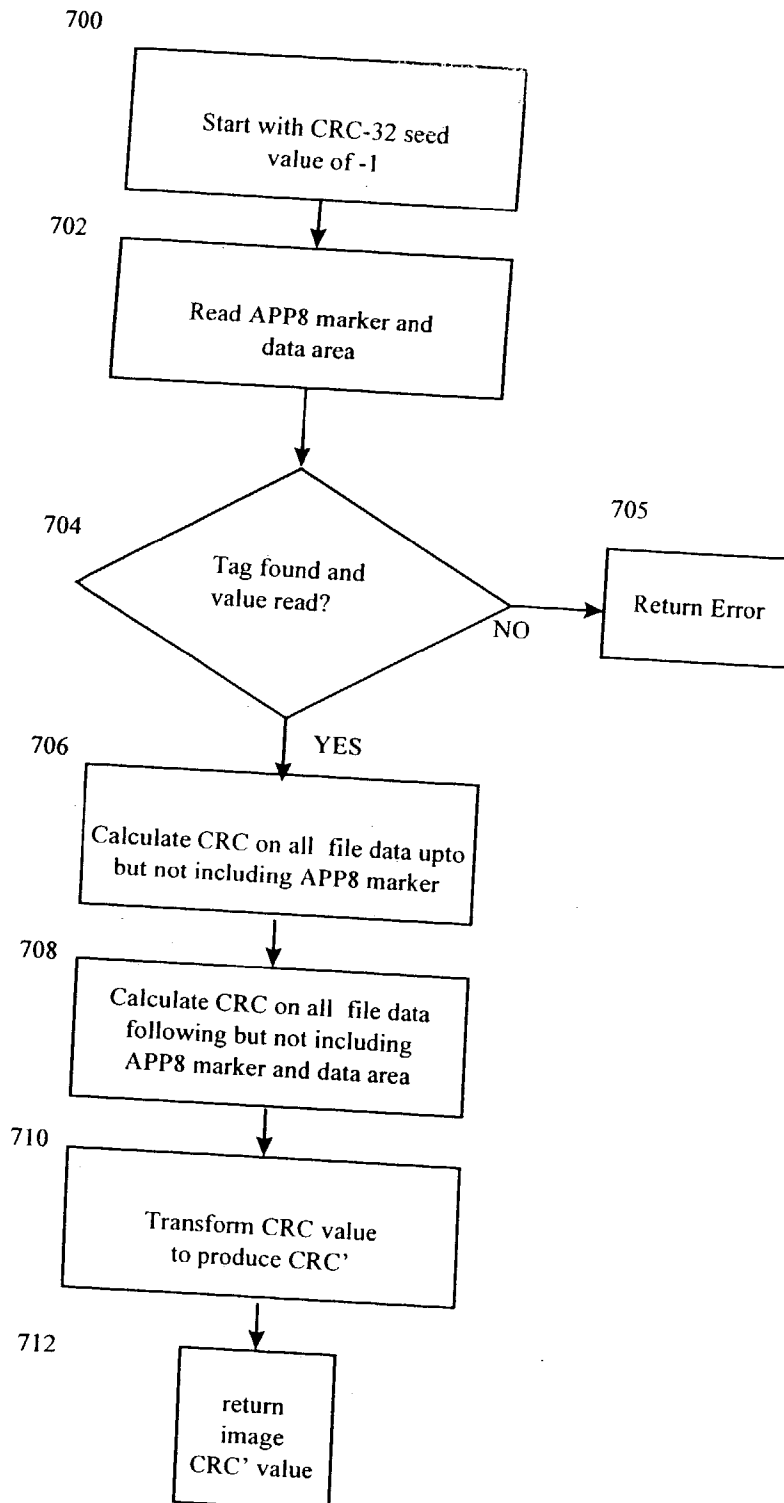 700
Start with CRC-32 seed
value of -1
702
Read APP8 marker and
data area
704
Tag found and
value read?
NO
705
Return Error
YES
706
Calculate CRC on all file data upto
but not including APP8 marker
708
Calculate CRC on all file data
following but not including
APP8 marker and data area
710
Transform CRC value
to produce CRC’
712
return
image
CRC’ value